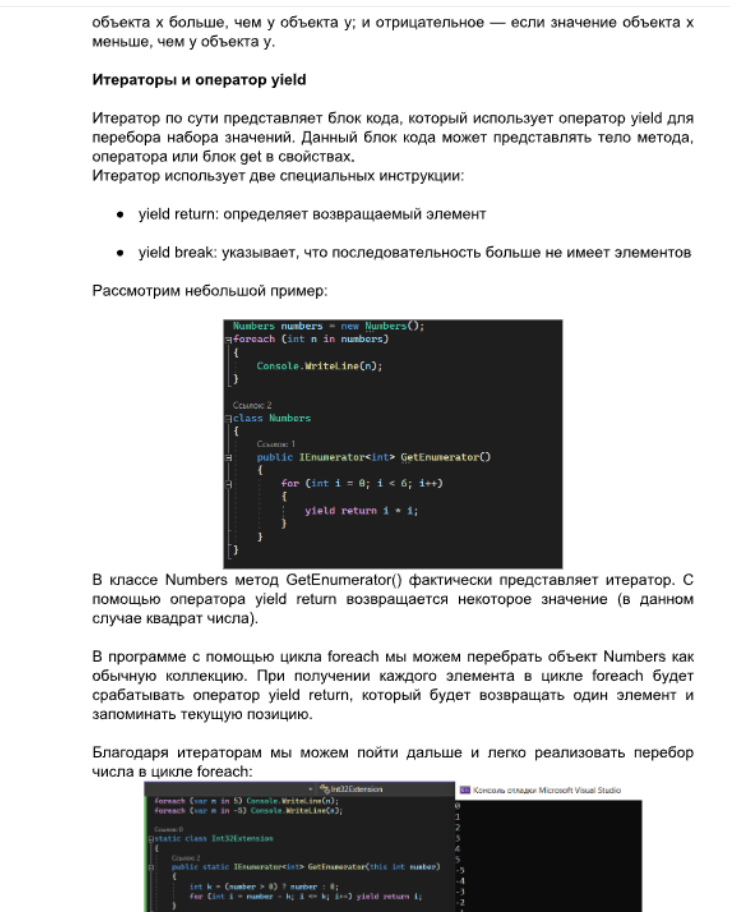 объекта x больше, чем у объекта y; и отрицательное — если значение объекта x
меньше, чем у объекта y.
Итераторы и оператор yield
Итератор по сути представляет блок кода, который использует оператор yield для
перебора набора значений. Данный блок кода может представлять тело метода,
оператора или блок get в свойствах.
Итератор использует две специальных инструкции:
● yield return: определяет возвращаемый элемент
● yield break: указывает, что последовательность больше не имеет элементов
Рассмотрим небольшой пример:
Numbers numbers = new Numbers();
foreach (int n in numbers)
{
Console.WriteLine(n);
}
Ссылок: 2
class Numbers
{
Ссылок: 1
public IEnumerator<int> GetEnumerator()
{
for (int i = 0; i < 6; i++)
{
yield return i * i;
}
}
}
В классе Numbers метод GetEnumerator() фактически представляет итератор. С
помощью оператора yield return возвращается некоторое значение (в данном
случае квадрат числа).
В программе с помощью цикла foreach мы можем перебрать объект Numbers как
обычную коллекцию. При получении каждого элемента в цикле foreach будет
срабатывать оператор yield return, который будет возвращать один элемент и
запоминать текущую позицию.
Благодаря итераторам мы можем пойти дальше и легко реализовать перебор
числа в цикле foreach:
Int32Extension
foreach (var n in 5) Console.WriteLine(n);
foreach (var n in -5) Console.WriteLine(n);
Ссылок: 0
static class Int32Extension
{
Ссылок: 2
public static IEnumerator<int> GetEnumerator(this int number)
{
int k = (number > 0) ? number : 0;
for (int i = number - k; i <= k; i++) yield return i;
}
Консоль отладки Microsoft Visual Studio
0
1
2
3
4
5
-5
-4
-3
-2